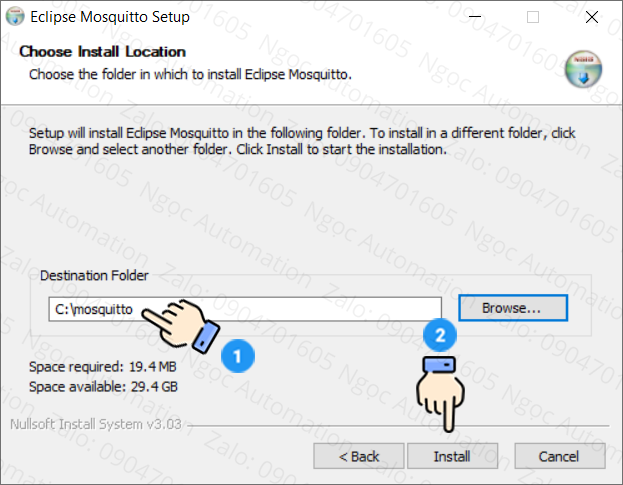 Eclipse Mosquitto Setup
Choose Install Location
Choose the folder in which to install Eclipse Mosquitto.
Setup will install Eclipse Mosquitto in the following folder. To install in a different folder, click
Browse and select another folder. Click Install to start the installation.
Destination Folder
C:\mosquitto
Browse...
1
2
Space required: 19.4 MB
Space available: 29.4 GB
Nullsoft Install System v3.03
< Back
Install
Cancel
Ngọc Automation Zalo: 0904701605